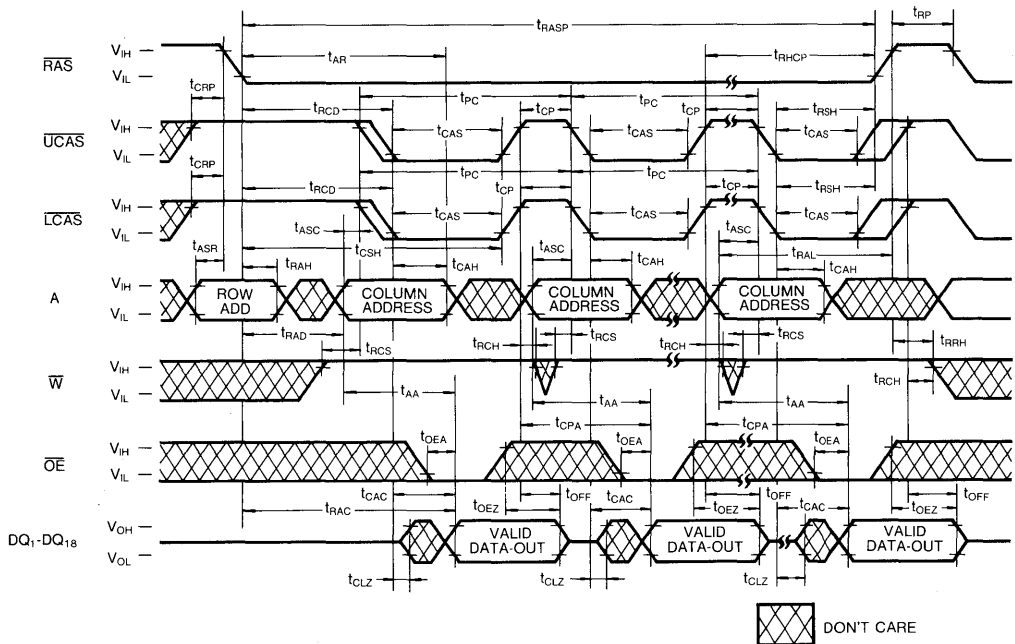 tRASP
tRP
tAR
tRHCP
RAS
VIH
VIL
tCRP
tRCD
tPC
tPC
tCP
tCP
tRSH
UCAS
VIH
VIL
tCAS
tCAS
tCAS
tCRP
tRCD
tPC
tPC
tCP
tCP
tRSH
LCAS
VIH
VIL
tCAS
tCAS
tCAS
tASR
tRAH
tASC
tCSH
tCAH
tASC
tCAH
tASC
tRAL
tCAH
A
VIH
VIL
ROW ADD
COLUMN ADDRESS
COLUMN ADDRESS
COLUMN ADDRESS
tRAD
tRCS
tRCH
tRCS
tRCH
tRCS
tRRH
W
VIH
VIL
tRCH
tAA
tAA
tAA
tCPA
tCPA
OE
VIH
VIL
tOEA
tOEA
tOEA
tCAC
tRAC
tOEZ
tOFF
tCAC
tOEZ
tOFF
tCAC
tOEZ
tOFF
DQ1-DQ18
VOH
VOL
VALID DATA-OUT
VALID DATA-OUT
VALID DATA-OUT
tCLZ
tCLZ
tCLZ
DON'T CARE